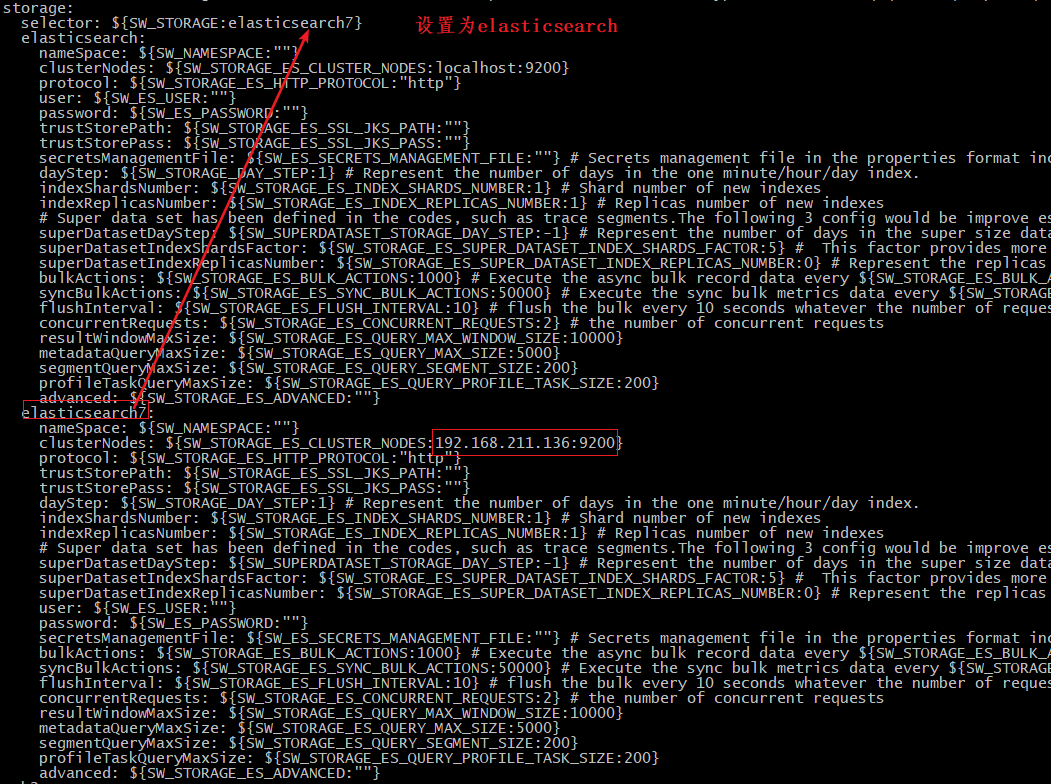 storage:
selector: ${SW_STORAGE:elasticsearch7}
设置为elasticsearch
elasticsearch:
nameSpace: ${SW_NAMESPACE:""}
clusterNodes: ${SW_STORAGE_ES_CLUSTER_NODES:localhost:9200}
protocol: ${SW_STORAGE_ES_HTTP_PROTOCOL:"http"}
user: ${SW_ES_USER:""}
password: ${SW_ES_PASSWORD:""}
trustStorePath: ${SW_STORAGE_ES_SSL_JKS_PATH:""}
trustStorePass: ${SW_STORAGE_ES_SSL_JKS_PASS:""}
secretsManagementFile: ${SW_ES_SECRETS_MANAGEMENT_FILE:""} # Secrets management file in the properties format inc
dayStep: ${SW_STORAGE_DAY_STEP:1} # Represent the number of days in the one minute/hour/day index.
indexShardsNumber: ${SW_STORAGE_ES_INDEX_SHARDS_NUMBER:1} # Shard number of new indexes
indexReplicasNumber: ${SW_STORAGE_ES_INDEX_REPLICAS_NUMBER:1} # Replicas number of new indexes
# Super data set has been defined in the codes, such as trace segments.The following 3 config would be improve es
superDatasetDayStep: ${SW_SUPERDATASET_STORAGE_DAY_STEP:-1} # Represent the number of days in the super size data
superDatasetIndexShardsFactor: ${SW_STORAGE_ES_SUPER_DATASET_INDEX_SHARDS_FACTOR:5} #  This factor provides more
superDatasetIndexReplicasNumber: ${SW_STORAGE_ES_SUPER_DATASET_INDEX_REPLICAS_NUMBER:0} # Represent the replicas
bulkActions: ${SW_STORAGE_ES_BULK_ACTIONS:1000} # Execute the async bulk record data every ${SW_STORAGE_ES_BULK_A
syncBulkActions: ${SW_STORAGE_ES_SYNC_BULK_ACTIONS:50000} # Execute the sync bulk metrics data every ${SW_STORAGE
flushInterval: ${SW_STORAGE_ES_FLUSH_INTERVAL:10} # flush the bulk every 10 seconds whatever the number of reques
concurrentRequests: ${SW_STORAGE_ES_CONCURRENT_REQUESTS:2} # the number of concurrent requests
resultWindowMaxSize: ${SW_STORAGE_ES_QUERY_MAX_WINDOW_SIZE:10000}
metadataQueryMaxSize: ${SW_STORAGE_ES_QUERY_MAX_SIZE:5000}
segmentQueryMaxSize: ${SW_STORAGE_ES_QUERY_SEGMENT_SIZE:200}
profileTaskQueryMaxSize: ${SW_STORAGE_ES_QUERY_PROFILE_TASK_SIZE:200}
advanced: ${SW_STORAGE_ES_ADVANCED:""}
elasticsearch7:
nameSpace: ${SW_NAMESPACE:""}
clusterNodes: ${SW_STORAGE_ES_CLUSTER_NODES:192.168.211.136:9200}
protocol: ${SW_STORAGE_ES_HTTP_PROTOCOL:"http"}
trustStorePath: ${SW_STORAGE_ES_SSL_JKS_PATH:""}
trustStorePass: ${SW_STORAGE_ES_SSL_JKS_PASS:""}
dayStep: ${SW_STORAGE_DAY_STEP:1} # Represent the number of days in the one minute/hour/day index.
indexShardsNumber: ${SW_STORAGE_ES_INDEX_SHARDS_NUMBER:1} # Shard number of new indexes
indexReplicasNumber: ${SW_STORAGE_ES_INDEX_REPLICAS_NUMBER:1} # Replicas number of new indexes
# Super data set has been defined in the codes, such as trace segments.The following 3 config would be improve es
superDatasetDayStep: ${SW_SUPERDATASET_STORAGE_DAY_STEP:-1} # Represent the number of days in the super size data
superDatasetIndexShardsFactor: ${SW_STORAGE_ES_SUPER_DATASET_INDEX_SHARDS_FACTOR:5} #  This factor provides more
superDatasetIndexReplicasNumber: ${SW_STORAGE_ES_SUPER_DATASET_INDEX_REPLICAS_NUMBER:0} # Represent the replicas
user: ${SW_ES_USER:""}
password: ${SW_ES_PASSWORD:""}
secretsManagementFile: ${SW_ES_SECRETS_MANAGEMENT_FILE:""} # Secrets management file in the properties format inc
bulkActions: ${SW_STORAGE_ES_BULK_ACTIONS:1000} # Execute the async bulk record data every ${SW_STORAGE_ES_BULK_A
syncBulkActions: ${SW_STORAGE_ES_SYNC_BULK_ACTIONS:50000} # Execute the sync bulk metrics data every ${SW_STORAGE
flushInterval: ${SW_STORAGE_ES_FLUSH_INTERVAL:10} # flush the bulk every 10 seconds whatever the number of reques
concurrentRequests: ${SW_STORAGE_ES_CONCURRENT_REQUESTS:2} # the number of concurrent requests
resultWindowMaxSize: ${SW_STORAGE_ES_QUERY_MAX_WINDOW_SIZE:10000}
metadataQueryMaxSize: ${SW_STORAGE_ES_QUERY_MAX_SIZE:5000}
segmentQueryMaxSize: ${SW_STORAGE_ES_QUERY_SEGMENT_SIZE:200}
profileTaskQueryMaxSize: ${SW_STORAGE_ES_QUERY_PROFILE_TASK_SIZE:200}
advanced: ${SW_STORAGE_ES_ADVANCED:""}